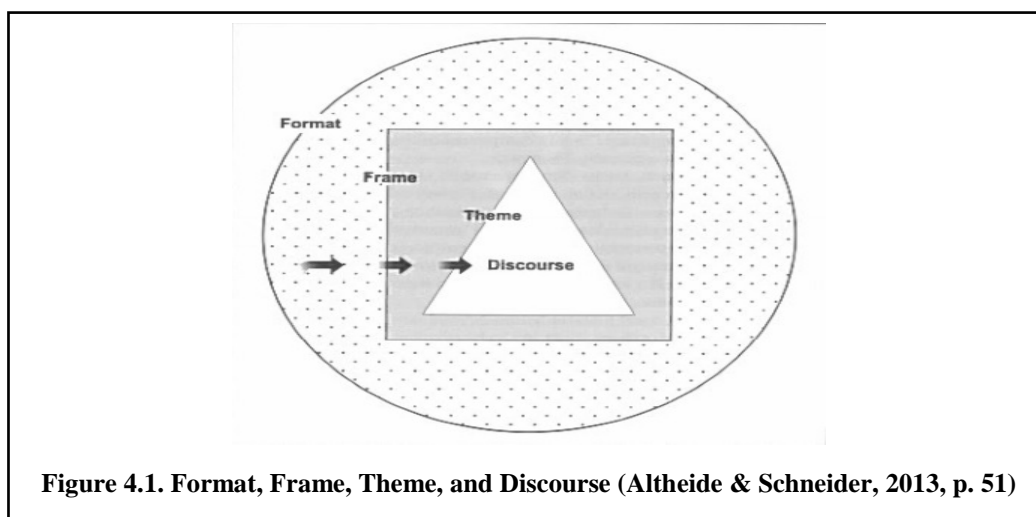 Format
Frame
Theme
Discourse
Figure 4.1. Format, Frame, Theme, and Discourse (Altheide & Schneider, 2013, p. 51)